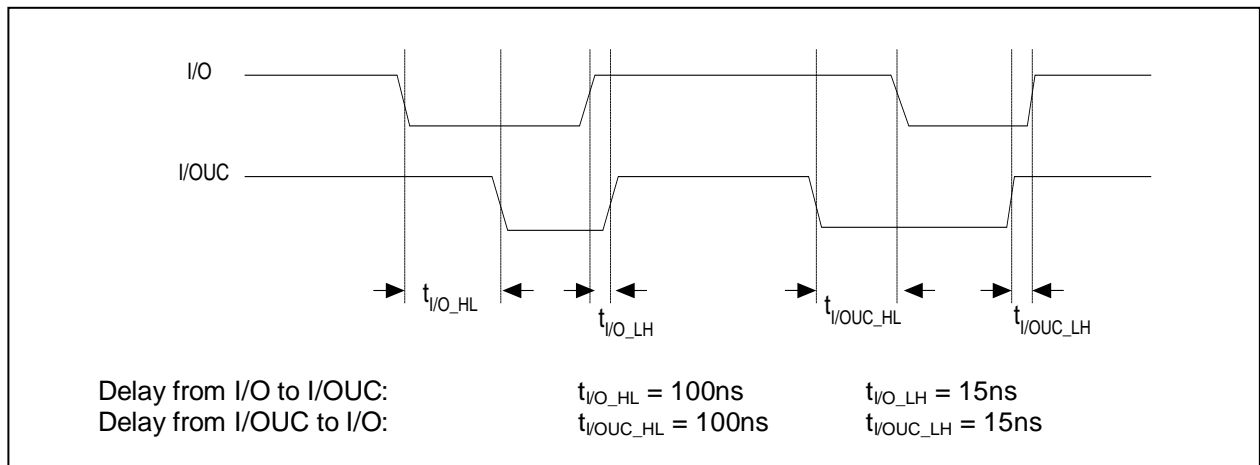 I/O
I/OUC
tI/O_HL
tI/O_LH
tI/OUC_HL
tI/OUC_LH
Delay from I/O to I/OUC: tI/O_HL = 100ns tI/O_LH = 15ns
Delay from I/OUC to I/O: tI/OUC_HL = 100ns tI/OUC_LH = 15ns